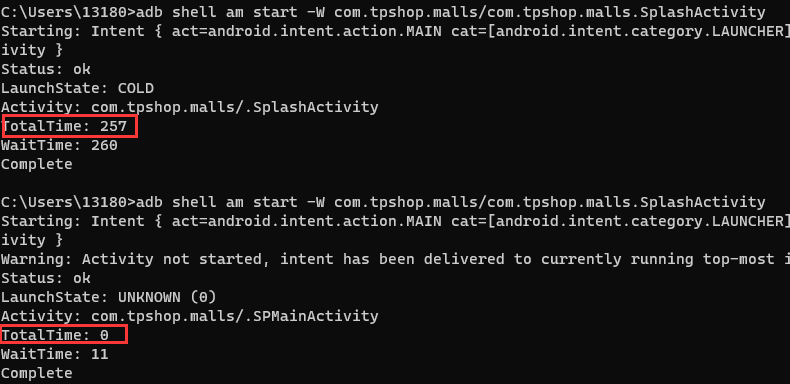 C:\Users\13180>adb shell am start -W com.tpshop.malls/com.tpshop.malls.SplashActivity
Starting: Intent { act=android.intent.action.MAIN cat=[android.intent.category.LAUNCHER]
ivity }
Status: ok
LaunchState: COLD
Activity: com.tpshop.malls/.SplashActivity
TotalTime: 257
WaitTime: 260
Complete
C:\Users\13180>adb shell am start -W com.tpshop.malls/com.tpshop.malls.SplashActivity
Starting: Intent { act=android.intent.action.MAIN cat=[android.intent.category.LAUNCHER]
ivity }
Warning: Activity not started, intent has been delivered to currently running top-most i
Status: ok
LaunchState: UNKNOWN (0)
Activity: com.tpshop.malls/.SPMainActivity
TotalTime: 0
WaitTime: 11
Complete